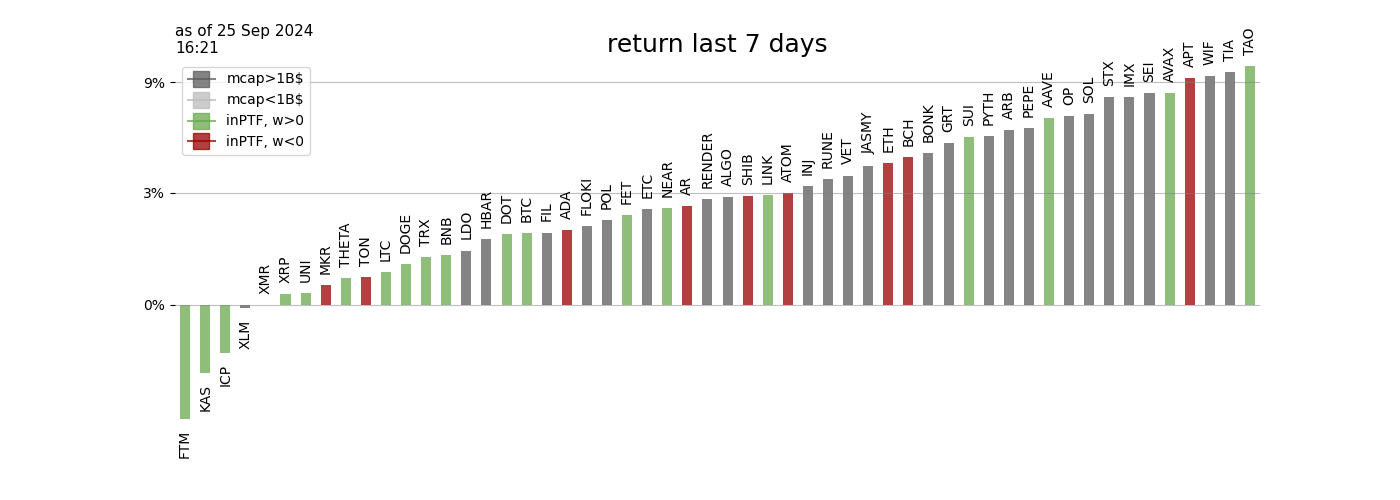 as of 25 Sep 2024
16:21
return last 7 days
mcap>1B$
mcap<1B$
inPTF, w>0
inPTF, w<0
9%
3%
0%
FTM
KAS
ICP
XLM
XMR
XRP
UNI
MKR
THETA
TON
LTC
DOGE
TRX
BNB
LDO
HBAR
DOT
BTC
FIL
ADA
FLOKI
POL
FET
ETC
NEAR
AR
RENDER
ALGO
SHIB
LINK
ATOM
INJ
RUNE
VET
JASMY
ETH
BCH
BONK
GRT
SUI
PYTH
ARB
PEPE
AAVE
OP
SOL
STX
IMX
SEI
AVAX
APT
WIF
TIA
TAO